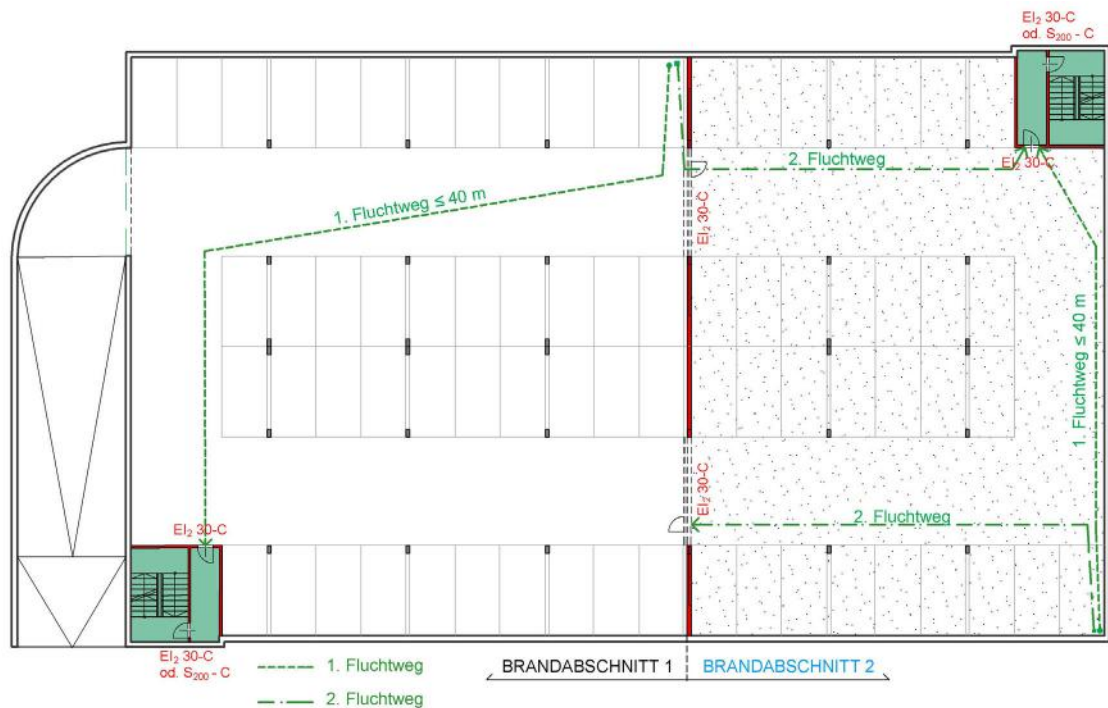 EI₂ 30-C
od. S₂₀₀ - C
EI₂ 30-C
2. Fluchtweg
1. Fluchtweg ≤ 40 m
EI₂ 30-C
1. Fluchtweg ≤ 40 m
EI₂ 30-C
2. Fluchtweg
EI₂ 30-C
EI₂ 30-C
od. S₂₀₀ - C
1. Fluchtweg
2. Fluchtweg
BRANDABSCHNITT 1
BRANDABSCHNITT 2